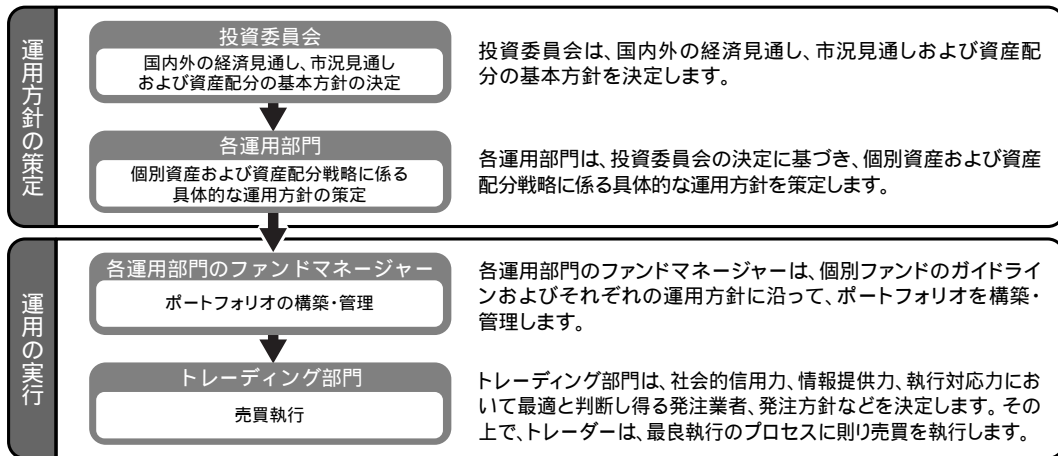 運用方針の策定
投資委員会
国内外の経済見通し、市況見通し
および資産配分の基本方針の決定
投資委員会は、国内外の経済見通し、市況見通しおよび資産配
分の基本方針を決定します。
各運用部門
個別資産および資産配分戦略に係る
具体的な運用方針の策定
各運用部門は、投資委員会の決定に基づき、個別資産および資産
配分戦略に係る具体的な運用方針を策定します。
運用の実行
各運用部門のファンドマネージャー
ポートフォリオの構築・管理
各運用部門のファンドマネージャーは、個別ファンドのガイドライ
ンおよびそれぞれの運用方針に沿って、ポートフォリオを構築・
管理します。
トレーディング部門
売買執行
トレーディング部門は、社会的信用力、情報提供力、執行対応力にお
いて最適と判断し得る発注業者、発注方針などを決定します。その
上で、トレーダーは、最良執行のプロセスに則り売買を執行します。